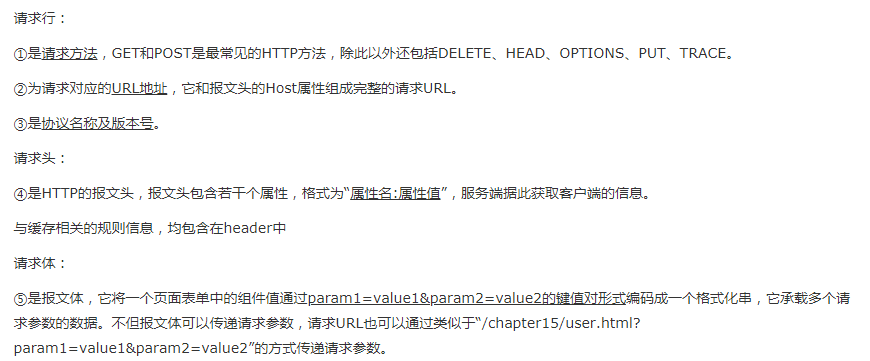 请求行：
①是请求方法，GET和POST是最常见的HTTP方法，除此以外还包括DELETE、HEAD、OPTIONS、PUT、TRACE。
②为请求对应的URL地址，它和报文头的Host属性组成完整的请求URL。
③是协议名称及版本号。
请求头：
④是HTTP的报文头，报文头包含若干个属性，格式为“属性名:属性值”，服务端据此获取客户端的信息。
与缓存相关的规则信息，均包含在header中
请求体：
⑤是报文体，它将一个页面表单中的组件值通过param1=value1&param2=value2的键值对形式编码成一个格式化串，它承载多个请
求参数的数据。不但报文体可以传递请求参数，请求URL也可以通过类似于“/chapter15/user.html?
param1=value1&param2=value2”的方式传递请求参数。